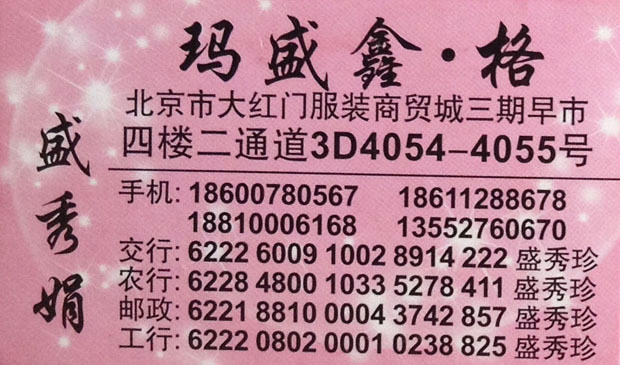 玛盛鑫·格
北京市大红门服装商贸城三期早市
四楼二通道3D4054-4055号
盛秀娟
手机: 18600780567 18611288678
18810006168 13552760670
交行: 6222 6009 1002 8914 222 盛秀珍
农行: 6228 4800 1033 5278 411 盛秀珍
邮政: 6221 8810 0004 3742 857 盛秀珍
工行: 6222 0802 0001 0238 825 盛秀珍